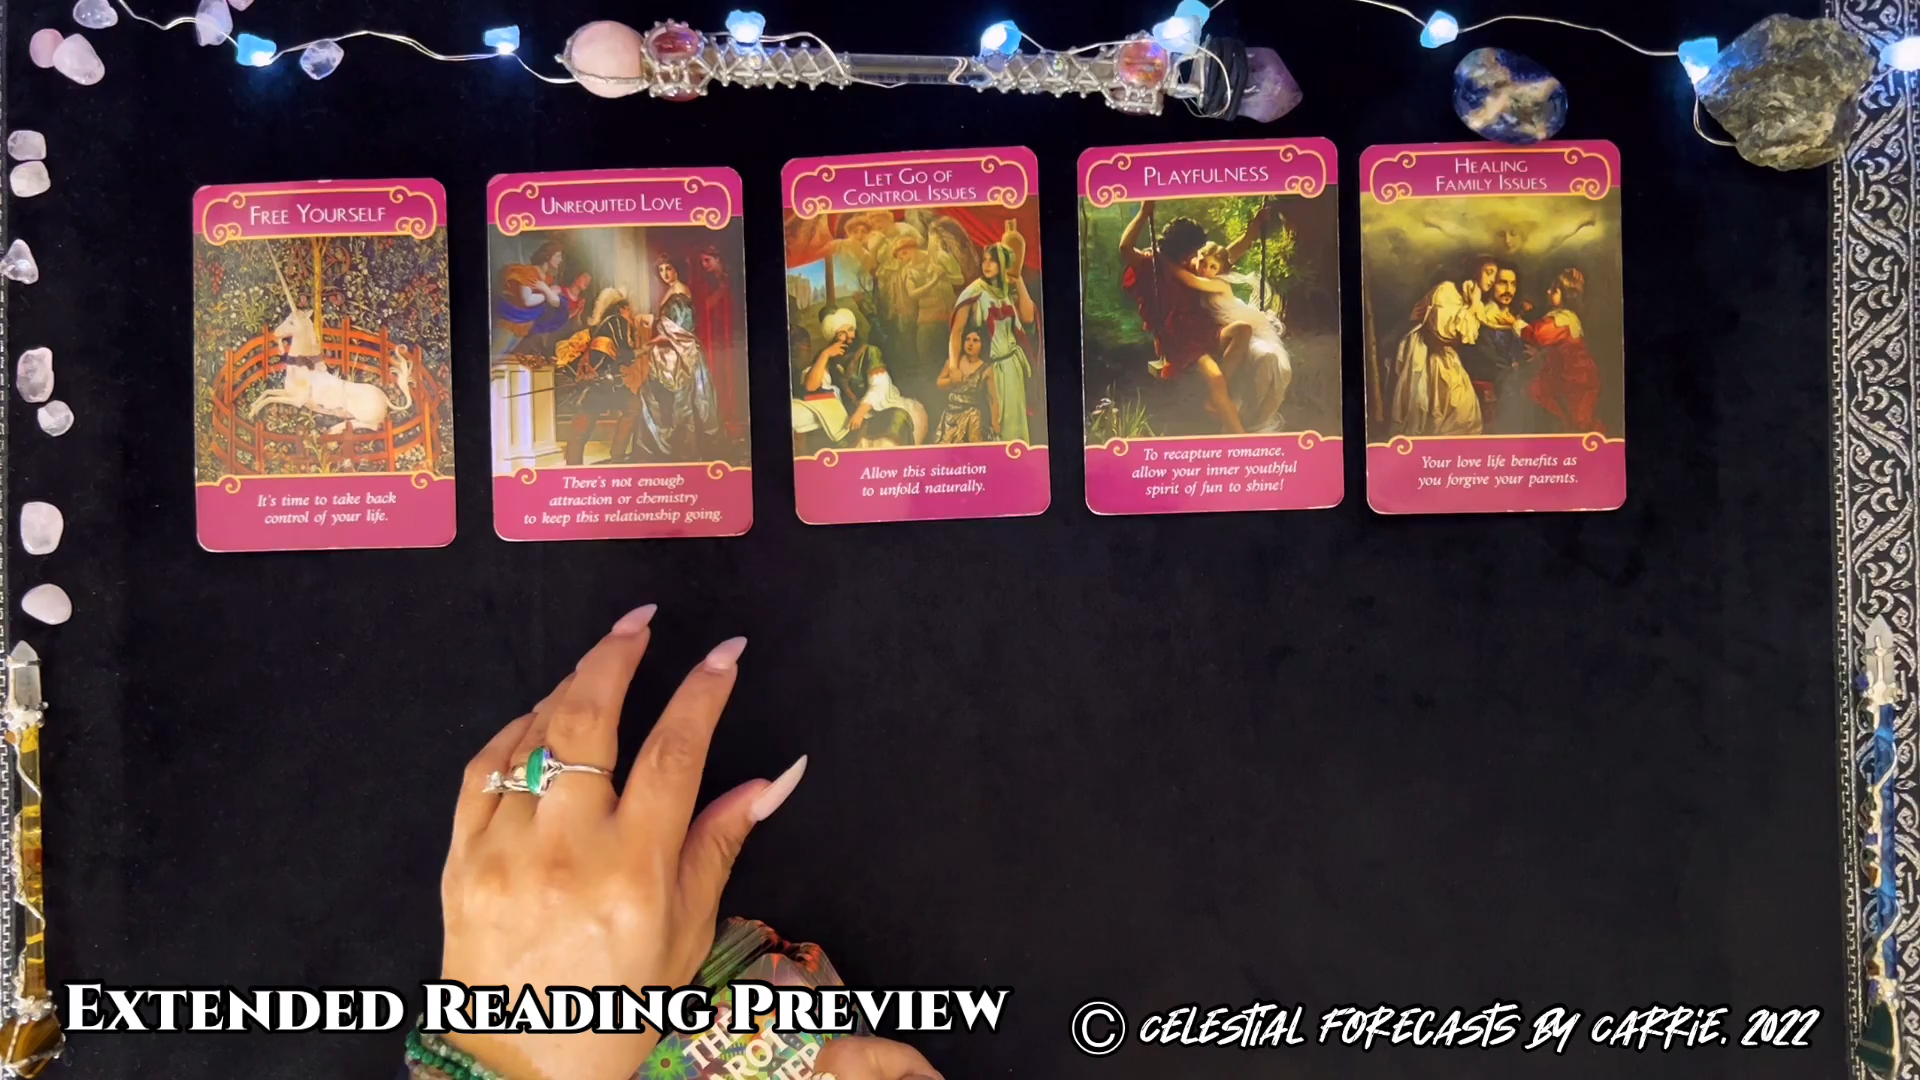 Free Yourself
It's time to take back
control of your life.
Unrequited Love
There's not enough
attraction or chemistry
to keep this relationship going.
Let Go of
Control Issues
Allow this situation
to unfold naturally.
Playfulness
To recapture romance,
allow your inner youthful
spirit of fun to shine!
Healing
Family Issues
Your love life benefits as
you forgive your parents.
Extended Reading Preview
© Celestial Forecasts by Carrie. 2022
THE